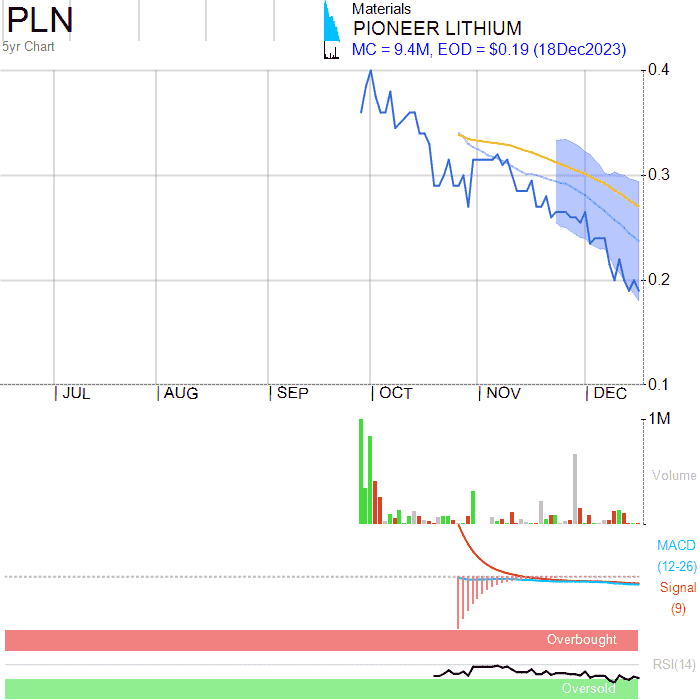 PLN
5yr Chart
Materials
PIONEER LITHIUM
MC = 9.4M, EOD = $0.19 (18Dec2023)
0.4
0.3
0.2
0.1
JUL
AUG
SEP
OCT
NOV
DEC
1M
Volume
MACD
(12-26)
Signal
(9)
Overbought
RSI(14)
Oversold